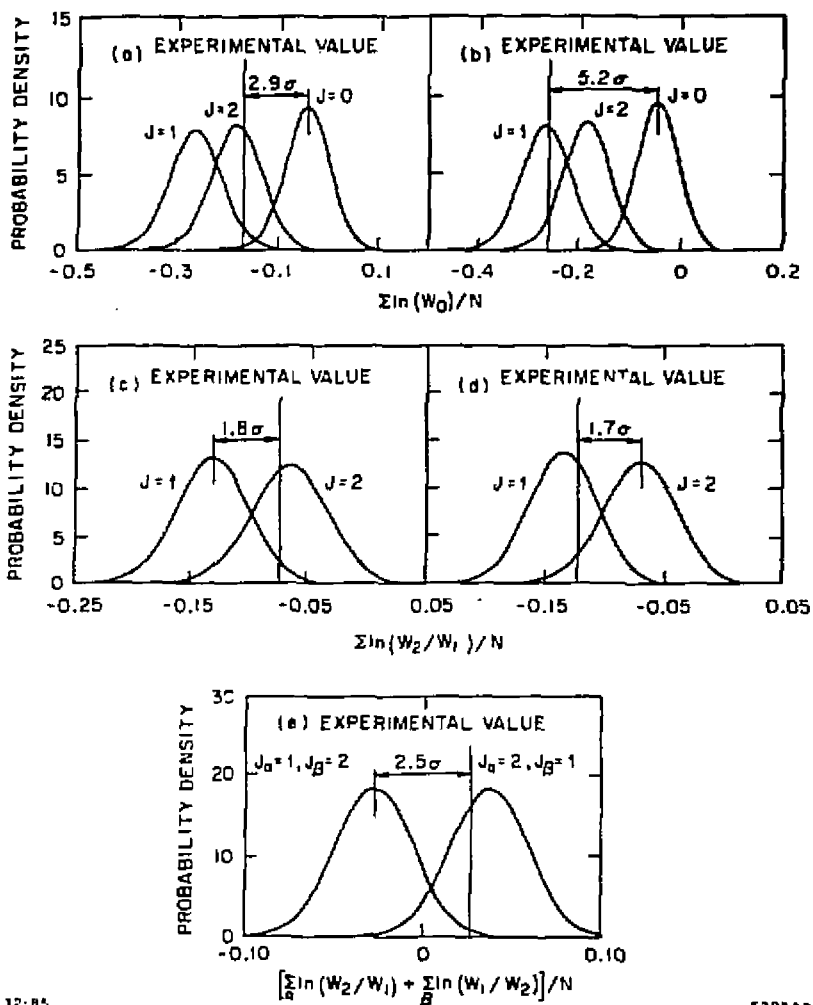 (a) EXPERIMENTAL VALUE
(b) EXPERIMENTAL VALUE
PROBABILITY DENSITY
15
10
5
0
2.9σ
J=1
J=2
J=0
5.2σ
J=1
J=2
J=0
-0.5
-0.3
-0.1
0.1
-0.4
-0.2
0
0.2
Σln(W₀)/N
(c) EXPERIMENTAL VALUE
(d) EXPERIMENTAL VALUE
PROBABILITY DENSITY
25
20
15
10
5
0
1.8σ
J=1
J=2
1.7σ
J=1
J=2
-0.25
-0.15
-0.05
0.05
-0.15
-0.05
0.05
Σln(W₂/W₁)/N
(e) EXPERIMENTAL VALUE
PROBABILITY DENSITY
30
20
10
0
Jα=1, Jβ=2
2.5σ
Jα=2, Jβ=1
-0.10
0
0.10
[Σln(W₂/W₁) + Σln(W₁/W₂)]/N
β
12-85